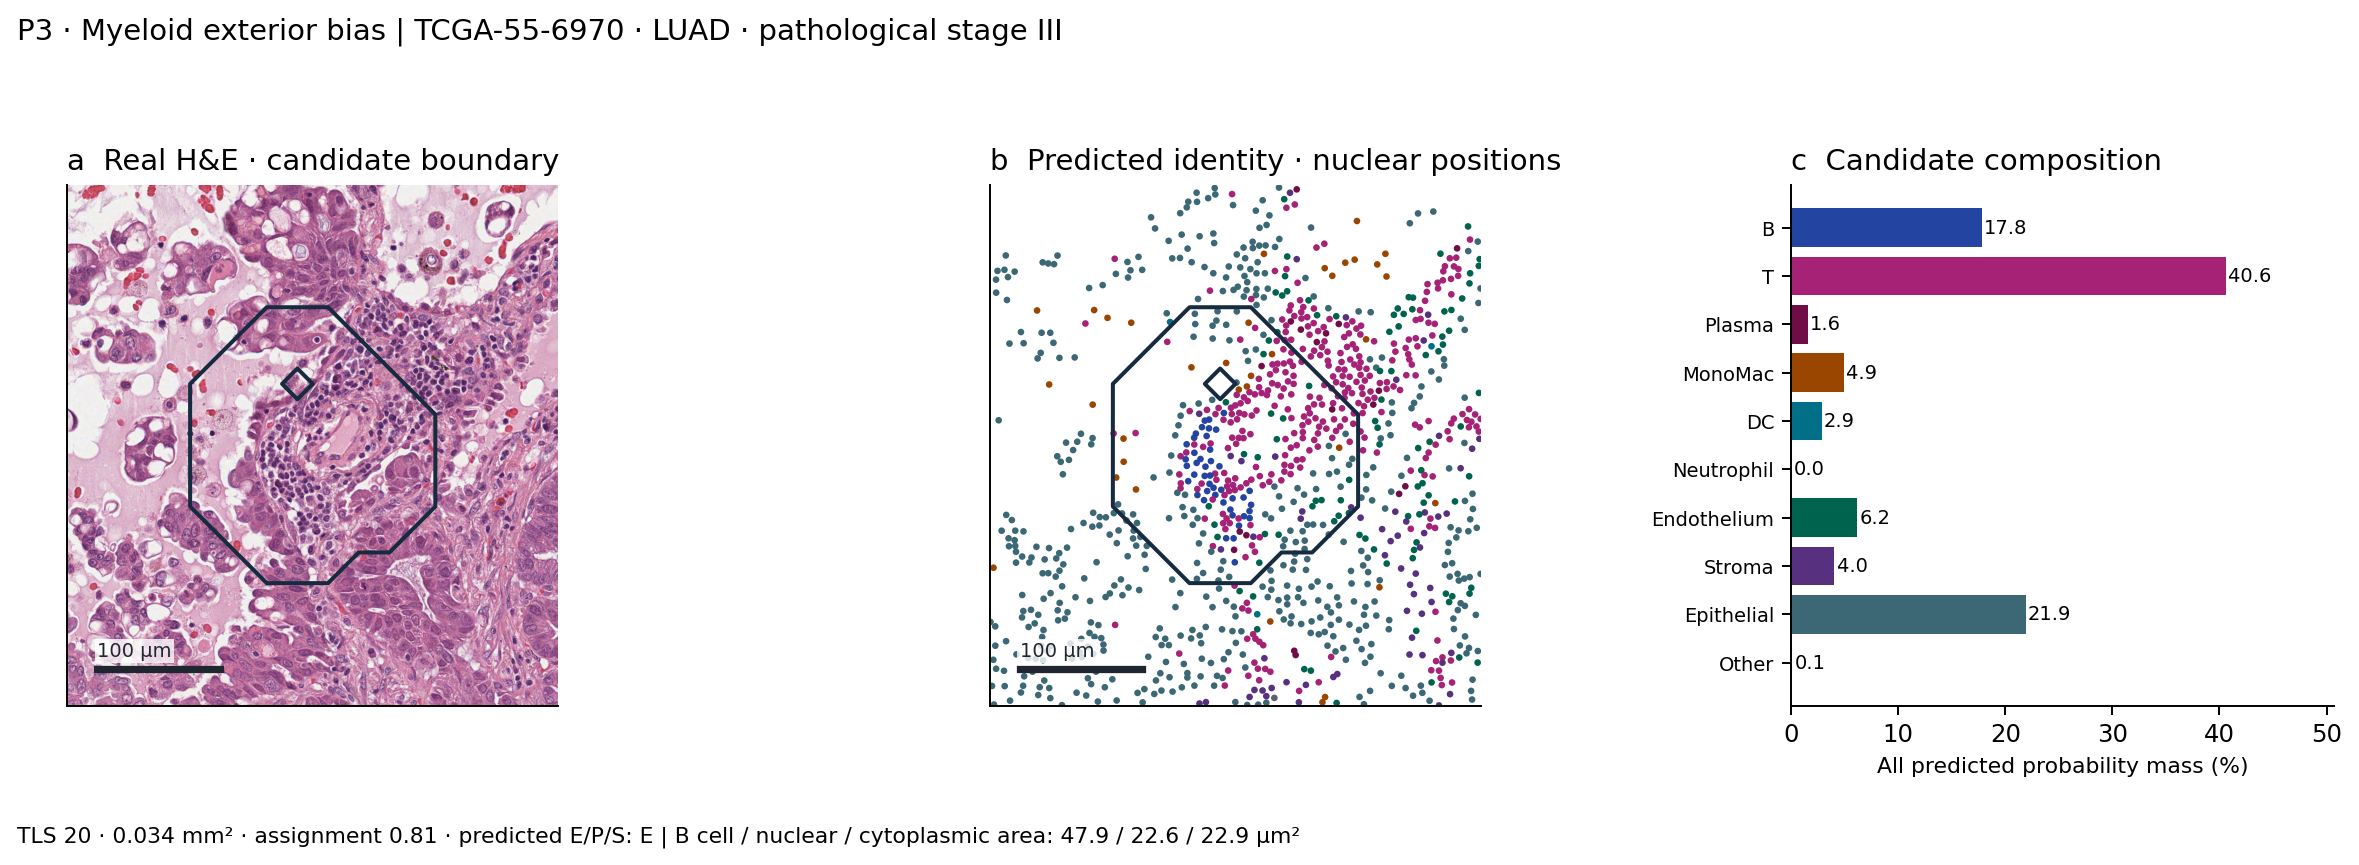 P3 · Myeloid exterior bias | TCGA-55-6970 · LUAD · pathological stage III
a Real H&E · candidate boundary
100 µm
b Predicted identity · nuclear positions
100 µm
c Candidate composition
B 17.8
T 40.6
Plasma 1.6
MonoMac 4.9
DC 2.9
Neutrophil 0.0
Endothelium 6.2
Stroma 4.0
Epithelial 21.9
Other 0.1
0 10 20 30 40 50
All predicted probability mass (%)
TLS 20 · 0.034 mm² · assignment 0.81 · predicted E/P/S: E | B cell / nuclear / cytoplasmic area: 47.9 / 22.6 / 22.9 µm²